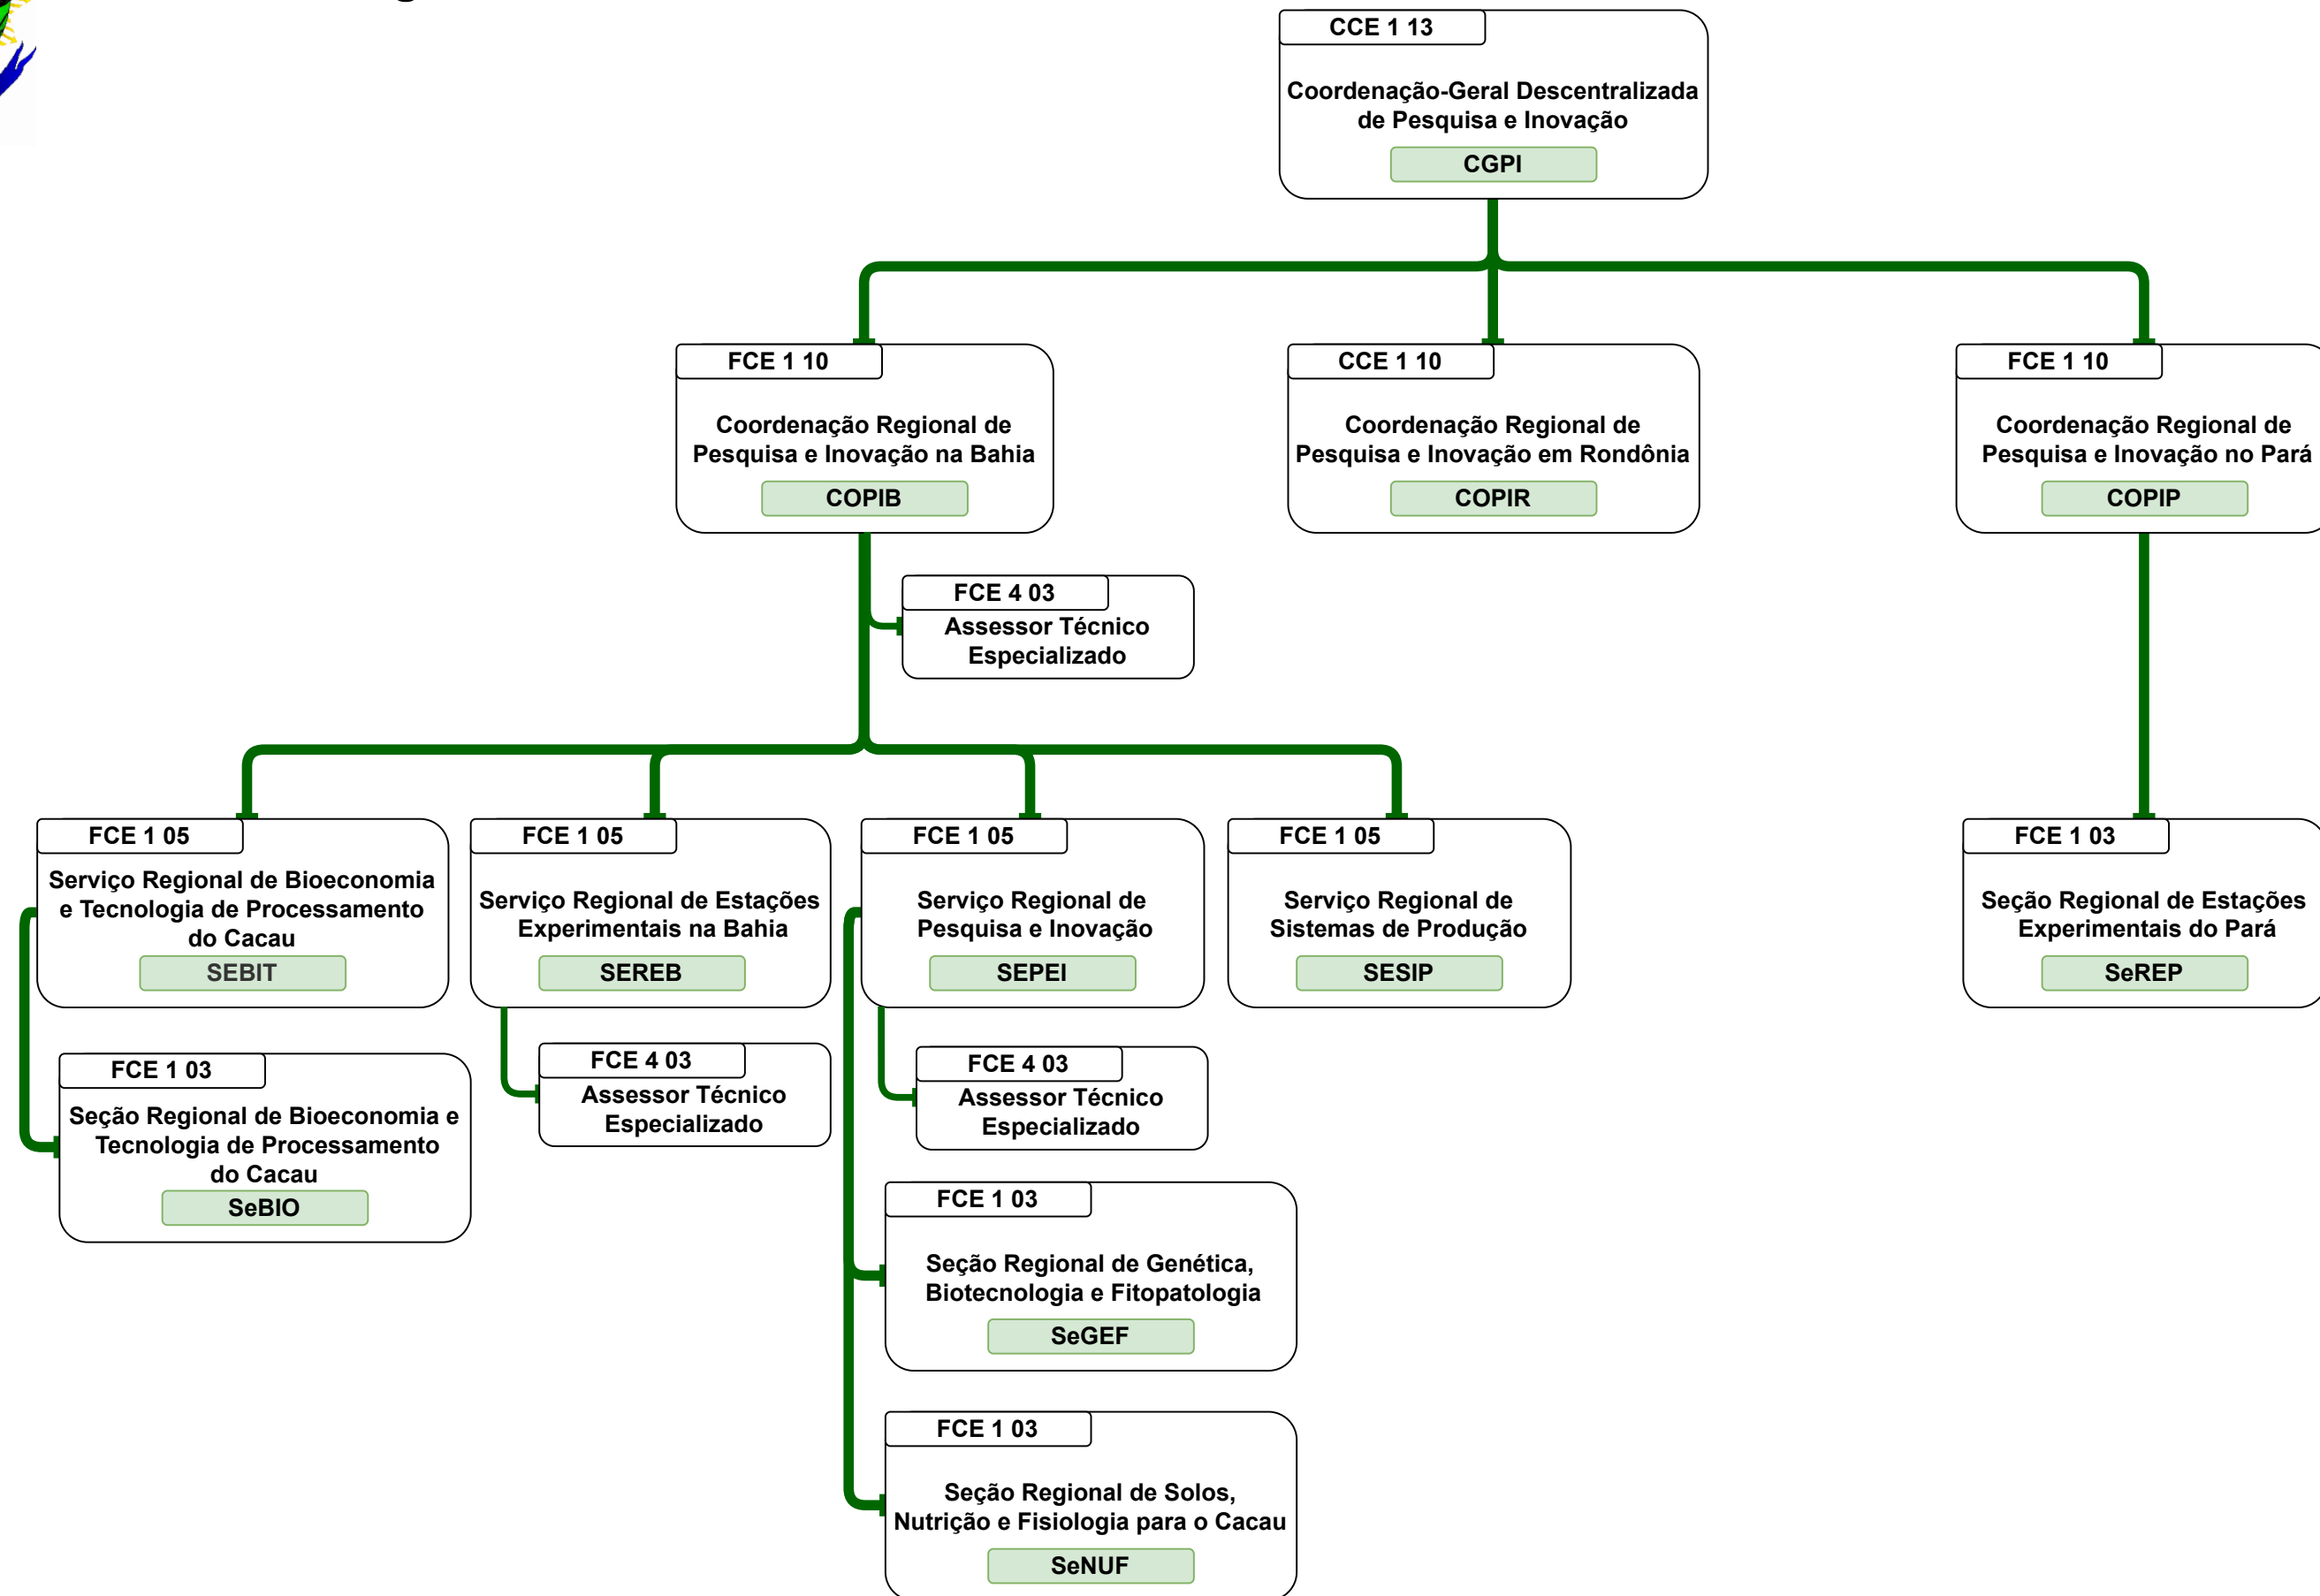 CCE 1 13
Coordenação-Geral Descentralizada
de Pesquisa e Inovação
CGPI
FCE 1 10
Coordenação Regional de
Pesquisa e Inovação na Bahia
COPIB
CCE 1 10
Coordenação Regional de
Pesquisa e Inovação em Rondônia
COPIR
FCE 1 10
Coordenação Regional de
Pesquisa e Inovação no Pará
COPIP
FCE 4 03
Assessor Técnico
Especializado
FCE 1 05
Serviço Regional de Bioeconomia
e Tecnologia de Processamento
do Cacau
SEBIT
FCE 1 05
Serviço Regional de Estações
Experimentais na Bahia
SEREB
FCE 1 05
Serviço Regional de
Pesquisa e Inovação
SEPEI
FCE 1 05
Serviço Regional de
Sistemas de Produção
SESIP
FCE 1 03
Seção Regional de Estações
Experimentais do Pará
SeREP
FCE 1 03
Seção Regional de Bioeconomia e
Tecnologia de Processamento
do Cacau
SeBIO
FCE 4 03
Assessor Técnico
Especializado
FCE 4 03
Assessor Técnico
Especializado
FCE 1 03
Seção Regional de Genética,
Biotecnologia e Fitopatologia
SeGEF
FCE 1 03
Seção Regional de Solos,
Nutrição e Fisiologia para o Cacau
SeNUF